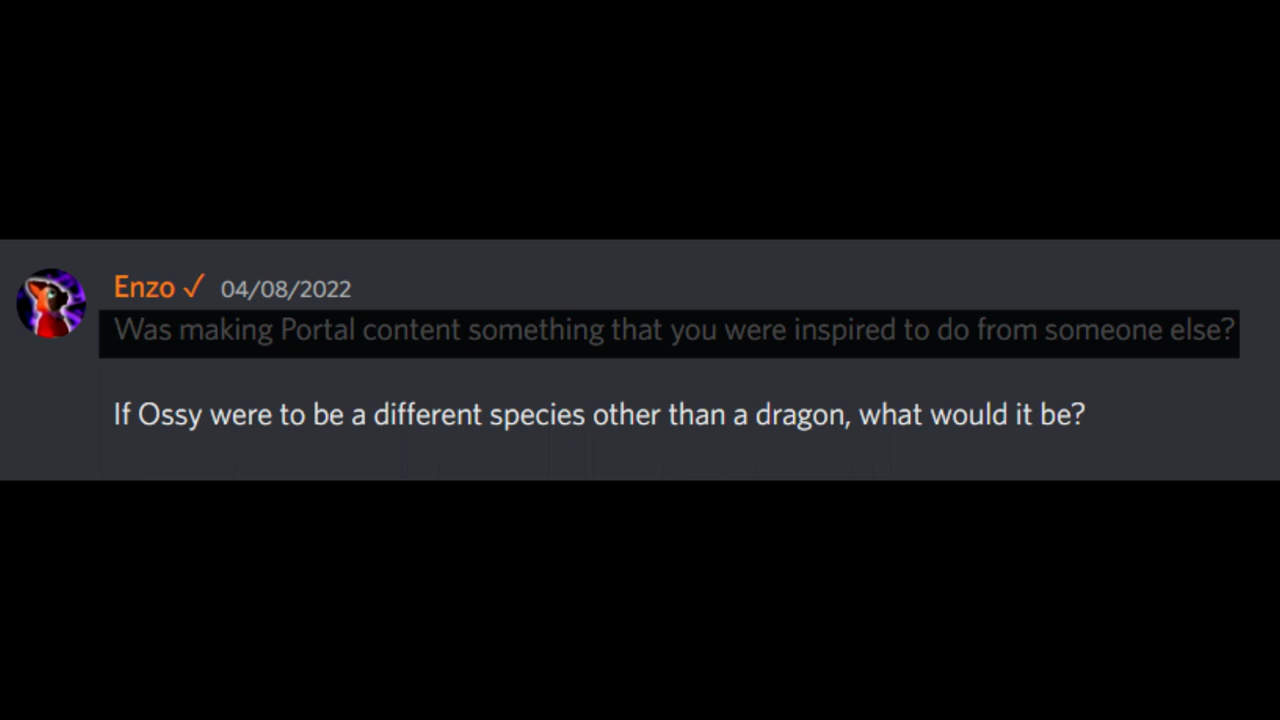 Enzo ✓ 04/08/2022
Was making Portal content something that you were inspired to do from someone else?
If Ossy were to be a different species other than a dragon, what would it be?